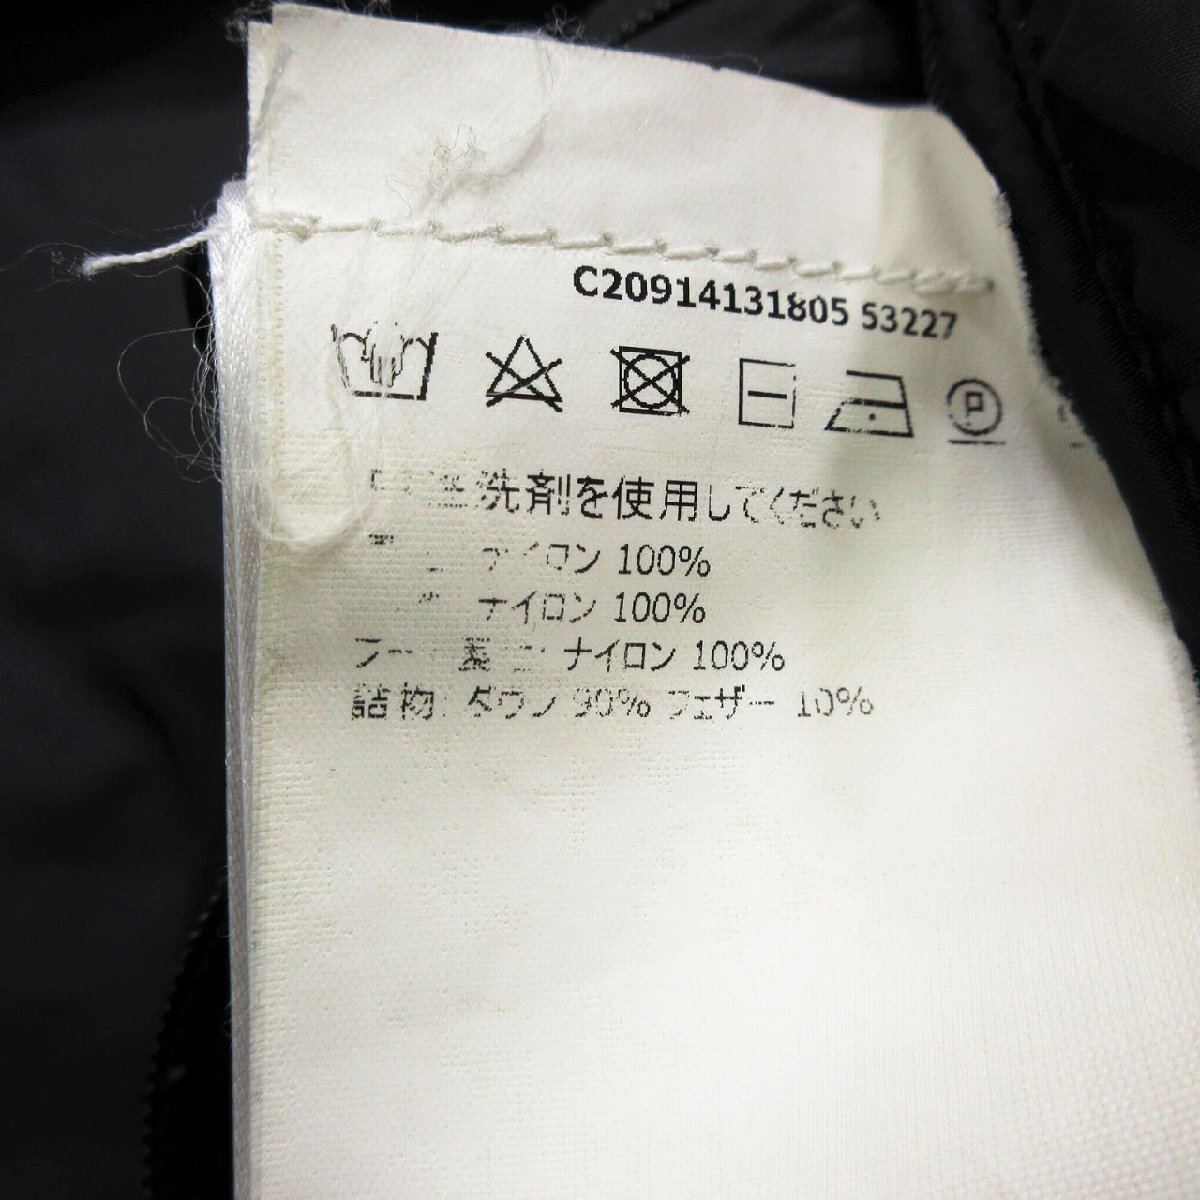 C20914131805 53227
P
洗剤を使用してください
ナイロン 100%
ナイロン 100%
ナイロン 100%
詰物: ダウン 90% フェザー 10%